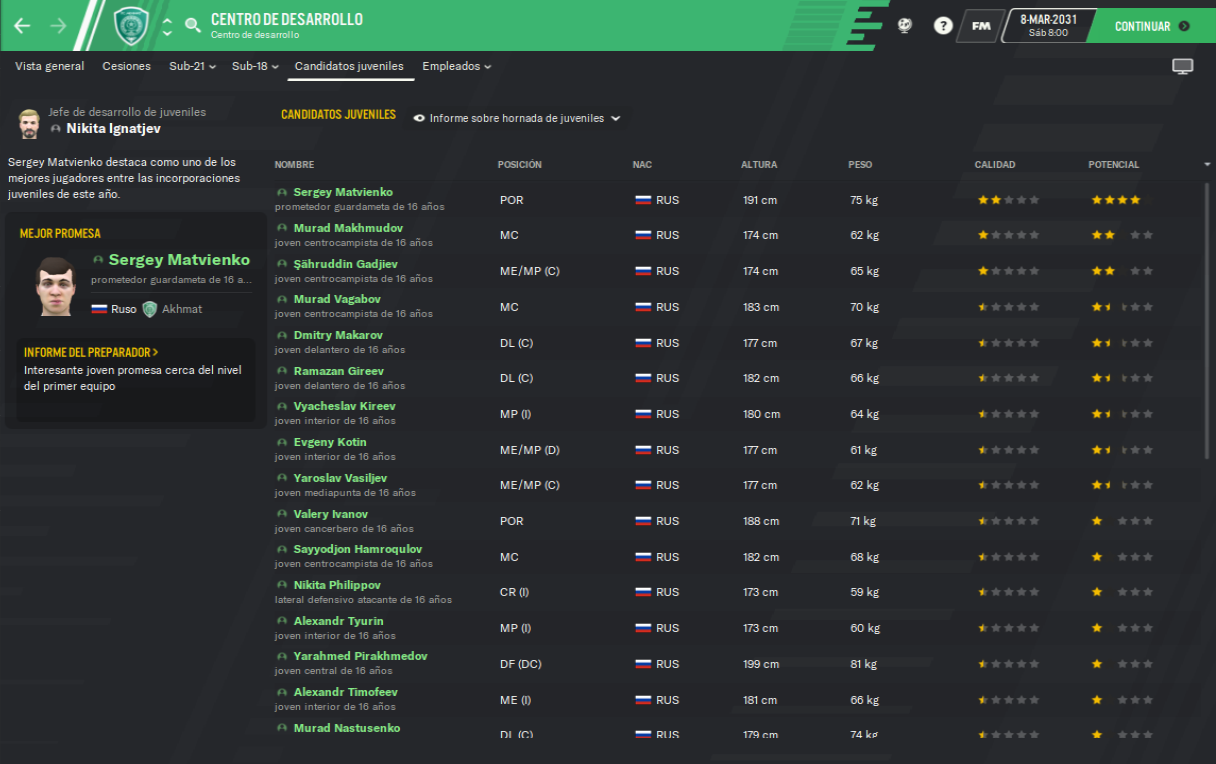 CENTRO DE DESARROLLO
Centro de desarrollo
?
FM
8-MAR-2031
Sáb 8:00
CONTINUAR
Vista general Cesiones Sub-21 Sub-18 Candidatos juveniles Empleados
Jefe de desarrollo de juveniles
Nikita Ignatjev
Sergey Matvienko destaca como uno de los
mejores jugadores entre las incorporaciones
juveniles de este año.
MEJOR PROMESA
Sergey Matvienko
prometedor guardameta de 16 a...
Ruso Akhmat
INFORME DEL PREPARADOR >
Interesante joven promesa cerca del nivel
del primer equipo
CANDIDATOS JUVENILES Informe sobre hornada de juveniles
NOMBRE POSICIÓN NAC ALTURA PESO CALIDAD POTENCIAL
Sergey Matvienko
prometedor guardameta de 16 años
POR RUS 191 cm 75 kg
Murad Makhmudov
joven centrocampista de 16 años
MC RUS 174 cm 62 kg
Şähruddin Gadjiev
joven centrocampista de 16 años
ME/MP (C) RUS 174 cm 65 kg
Murad Vagabov
joven centrocampista de 16 años
MC RUS 183 cm 70 kg
Dmitry Makarov
joven delantero de 16 años
DL (C) RUS 177 cm 67 kg
Ramazan Gireev
joven delantero de 16 años
DL (C) RUS 182 cm 66 kg
Vyacheslav Kireev
joven interior de 16 años
MP (I) RUS 180 cm 64 kg
Evgeny Kotin
joven interior de 16 años
ME/MP (D) RUS 177 cm 61 kg
Yaroslav Vasiljev
joven mediapunta de 16 años
ME/MP (C) RUS 177 cm 62 kg
Valery Ivanov
joven cancerbero de 16 años
POR RUS 188 cm 71 kg
Sayyodjon Hamroqulov
joven centrocampista de 16 años
MC RUS 182 cm 68 kg
Nikita Philippov
lateral defensivo atacante de 16 años
CR (I) RUS 173 cm 59 kg
Alexandr Tyurin
joven interior de 16 años
MP (I) RUS 173 cm 60 kg
Yarahmed Pirakhmedov
joven central de 16 años
DF (DC) RUS 199 cm 81 kg
Alexandr Timofeev
joven interior de 16 años
ME (I) RUS 181 cm 66 kg
Murad Nastusenko
DL (C) RUS 179 cm 74 kg